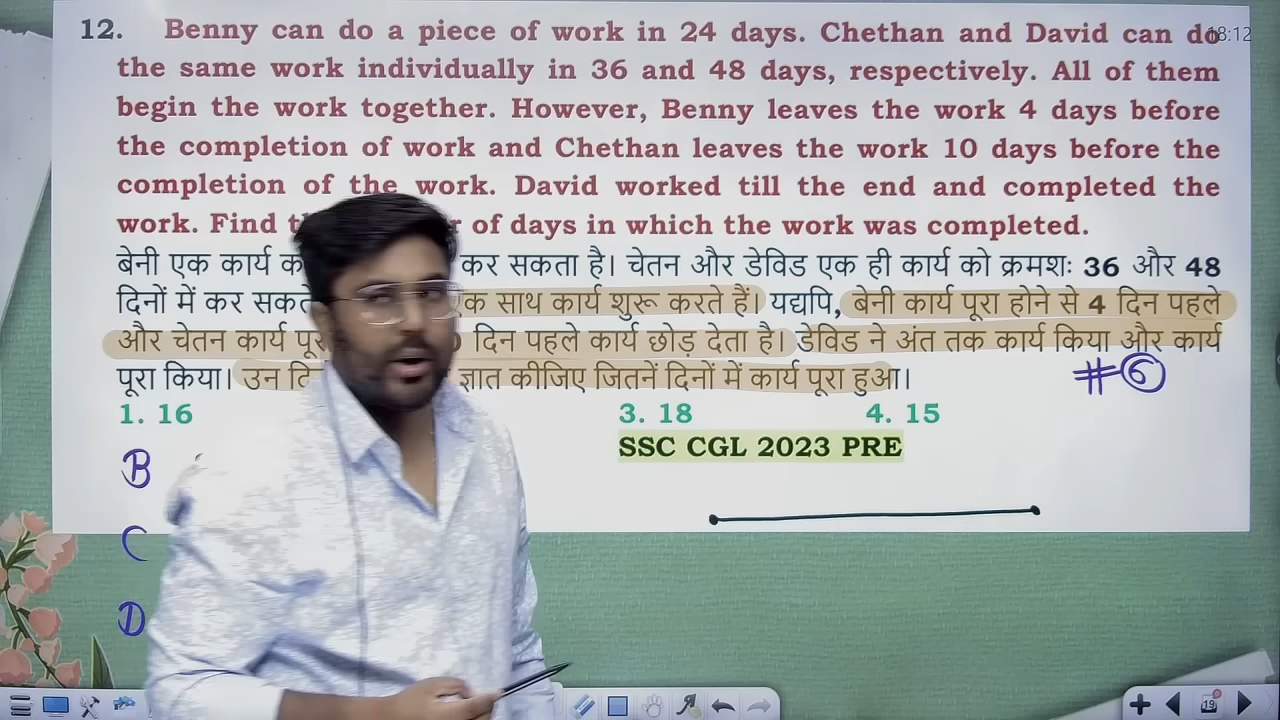 12. Benny can do a piece of work in 24 days. Chethan and David can do
18:12
the same work individually in 36 and 48 days, respectively. All of them
begin the work together. However, Benny leaves the work 4 days before
the completion of work and Chethan leaves the work 10 days before the
completion of the work. David worked till the end and completed the
work. Find of days in which the work was completed.
बेनी एक कार्य कर सकता है। चेतन और डेविड एक ही कार्य को क्रमशः 36 और 48
दिनों में कर एक साथ कार्य शुरू करते हैं। यद्यपि, बेनी कार्य पूरा होने से 4 दिन पहले
और चेतन कार्य दिन पहले कार्य छोड़ देता है। डेविड ने अंत तक कार्य किया और कार्य
पूरा किया। उन ज्ञात कीजिए जितनें दिनों में कार्य पूरा हुआ।
#6
1. 16 3. 18 4. 15
SSC CGL 2023 PRE
B
C
D
19